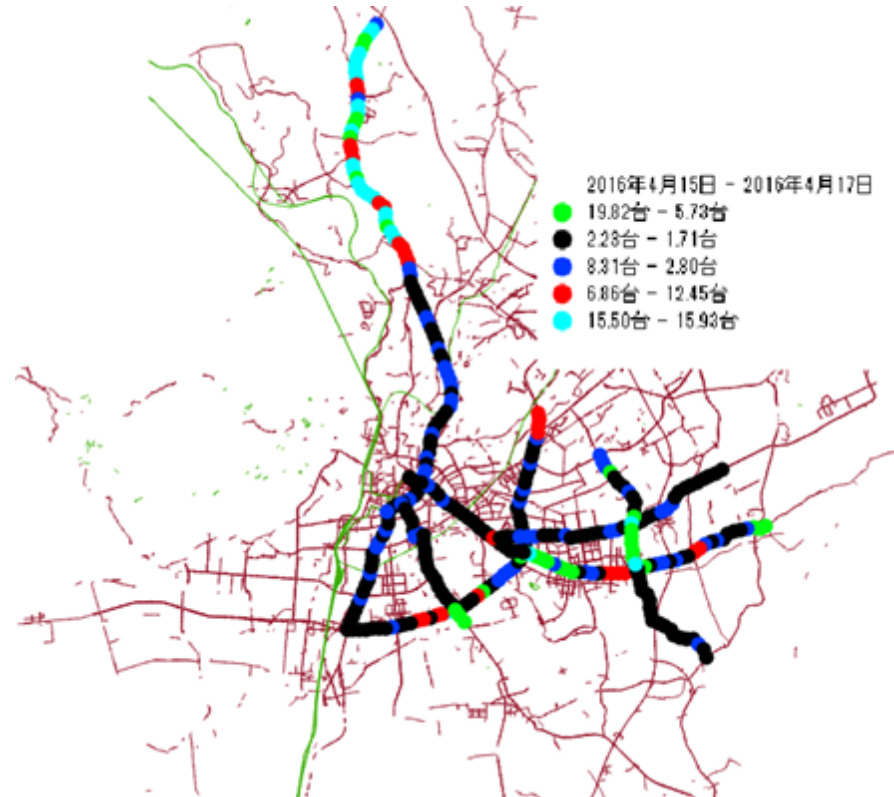 2016年4月15日 - 2016年4月17日
19.82台 - 5.73台
2.23台 - 1.71台
8.31台 - 2.80台
6.86台 - 12.45台
15.50台 - 15.93台